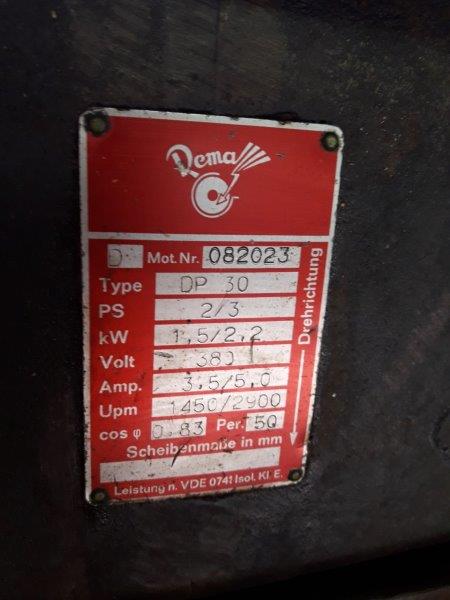 Rema
D Mot. Nr. 082023
Type DP 30
PS 2/3
kW 1,5/2,2
Volt 380
Amp. 3,5/5,0
Upm 1450/2900
cos φ 0.83 Per. 50
Scheibenmaße in mm
Leistung n. VDE 0741 Isol. Kl E.
Drehrichtung